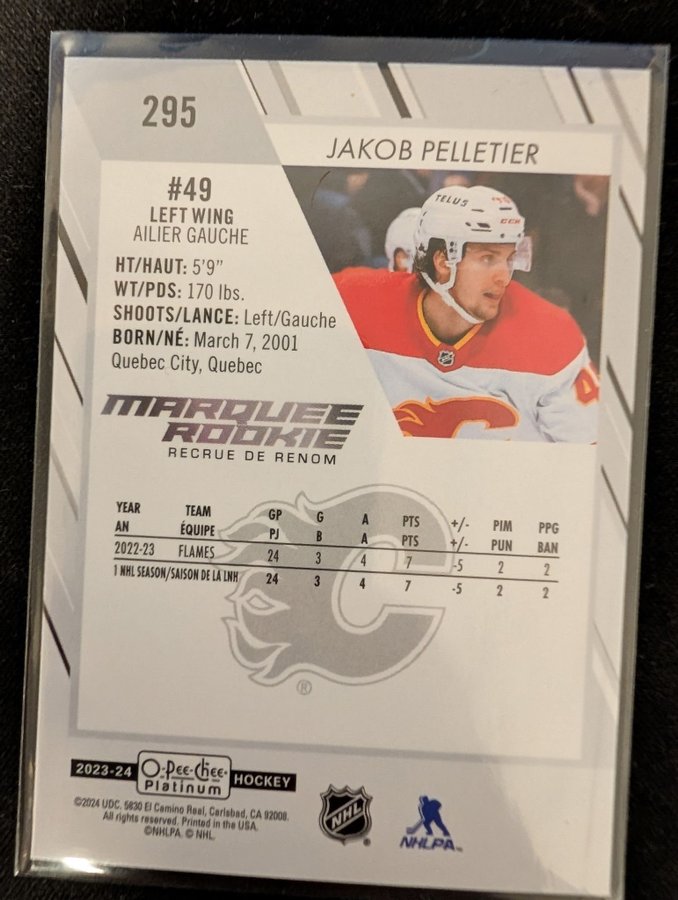 295
JAKOB PELLETIER
#49
LEFT WING
AILIER GAUCHE
HT/HAUT: 5'9"
WT/PDS: 170 lbs.
SHOOTS/LANCE: Left/Gauche
BORN/NÉ: March 7, 2001
Quebec City, Quebec
TELUS
CCM
MARQUEE
ROOKIE
RECRUE DE RENOM
YEAR TEAM GP G A PTS +/- PIM PPG
AN ÉQUIPE PJ B A PTS +/- PUN BAN
2022-23 FLAMES 24 3 4 7 -5 2 2
1 NHL SEASON/SAISON DE LA LNH 24 3 4 7 -5 2 2
®
2023-24 O-Pee-Chee Platinum HOCKEY
©2024 UDC. 5830 El Camino Real, Carlsbad, CA 92008.
All rights reserved. Printed in the USA.
©NHLPA. © NHL.
NHL
NHLPA